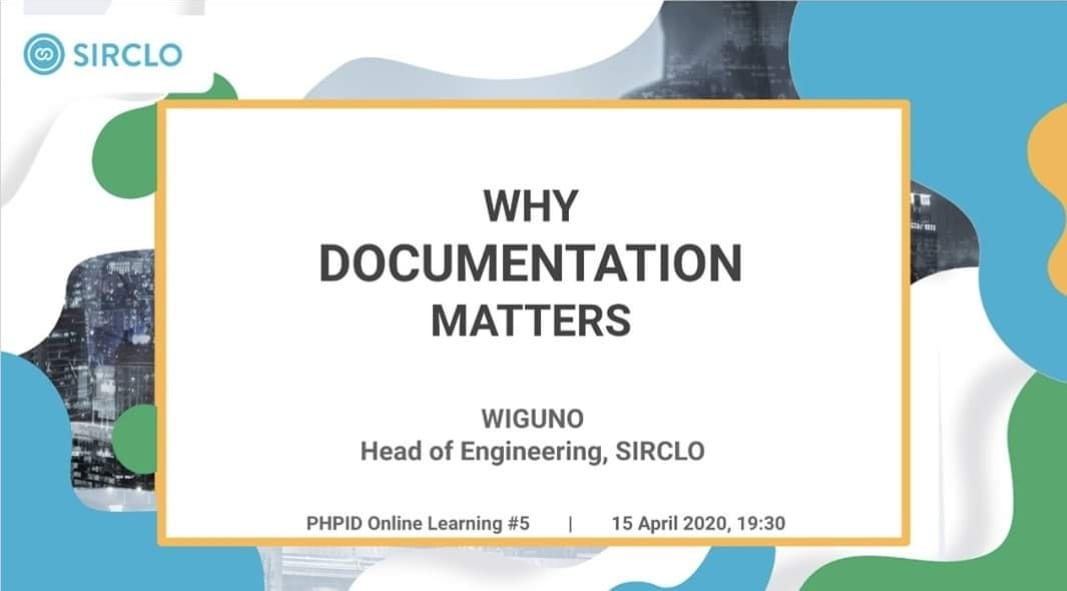 SIRCLO
WHY
DOCUMENTATION
MATTERS
WIGUNO
Head of Engineering, SIRCLO
PHPID Online Learning #5 | 15 April 2020, 19:30